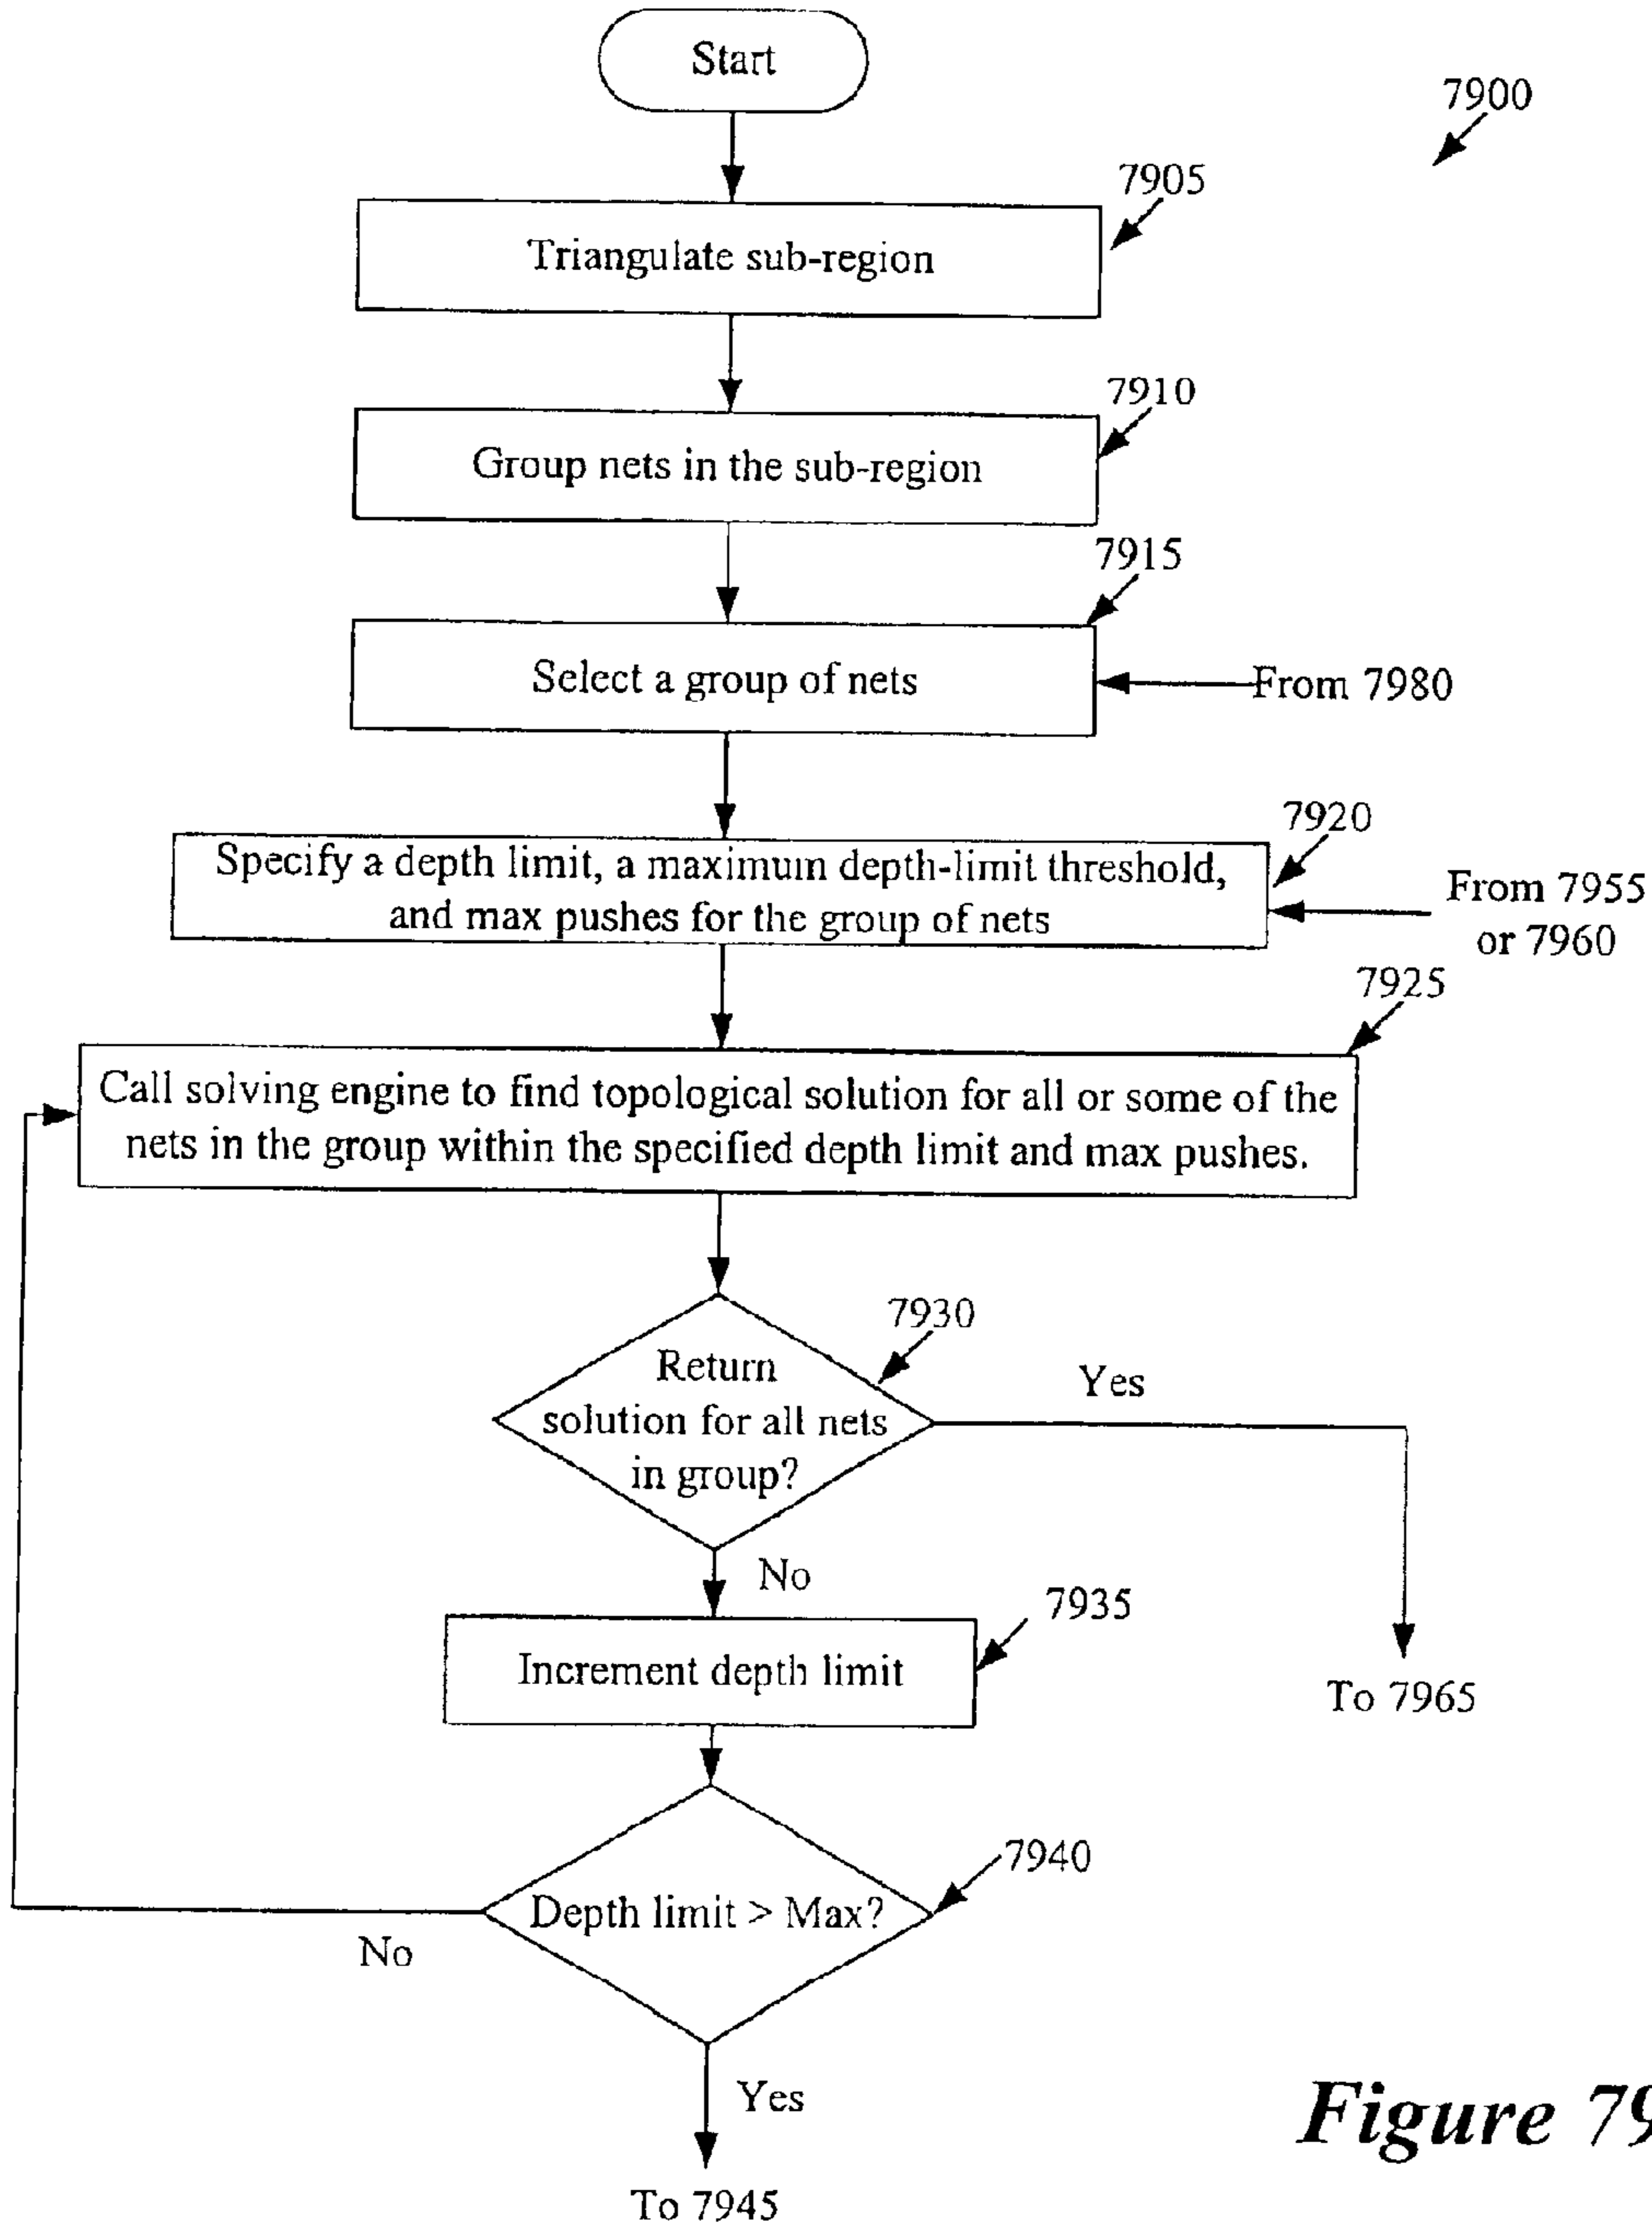 Start
7900
7905
Triangulate sub-region
7910
Group nets in the sub-region
7915
Select a group of nets
From 7980
7920
Specify a depth limit, a maximum depth-limit threshold,
and max pushes for the group of nets
From 7955
or 7960
7925
Call solving engine to find topological solution for all or some of the
nets in the group within the specified depth limit and max pushes.
7930
Return
solution for all nets
in group?
Yes
No
7935
Increment depth limit
To 7965
7940
Depth limit > Max?
No
Yes
To 7945
Figure 79